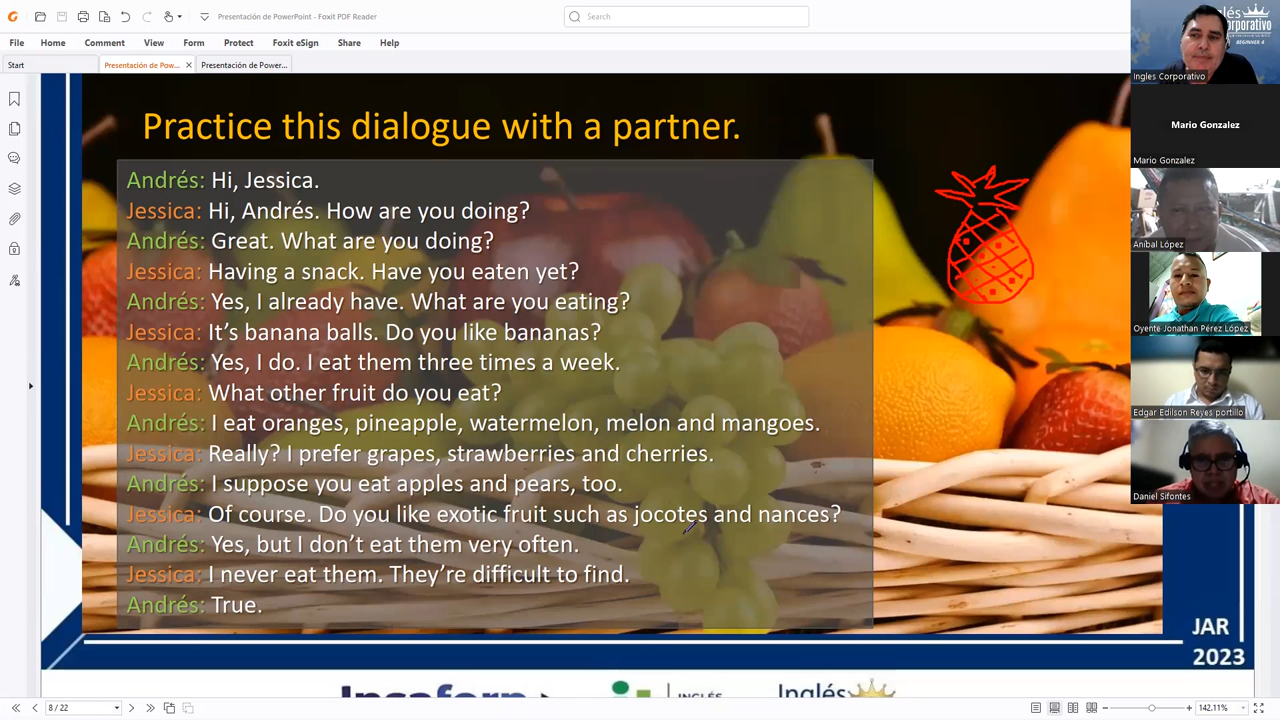 Presentación de PowerPoint - Foxit PDF Reader
Search
File Home Comment View Form Protect Foxit eSign Share Help
Start
Presentación de Pow...
Presentación de Power...
Practice this dialogue with a partner.
Andrés: Hi, Jessica.
Jessica: Hi, Andrés. How are you doing?
Andrés: Great. What are you doing?
Jessica: Having a snack. Have you eaten yet?
Andrés: Yes, I already have. What are you eating?
Jessica: It’s banana balls. Do you like bananas?
Andrés: Yes, I do. I eat them three times a week.
Jessica: What other fruit do you eat?
Andrés: I eat oranges, pineapple, watermelon, melon and mangoes.
Jessica: Really? I prefer grapes, strawberries and cherries.
Andrés: I suppose you eat apples and pears, too.
Jessica: Of course. Do you like exotic fruit such as jocotes and nances?
Andrés: Yes, but I don’t eat them very often.
Jessica: I never eat them. They’re difficult to find.
Andrés: True.
JAR
2023
INGLÉS
Inglés
BEGINNER 4
Ingles Corporativo
Mario Gonzalez
Mario Gonzalez
Aníbal López
Oyente Jonathan Pérez López
Edgar Edilson Reyes portillo
Daniel Sifontes
8 / 22
142.11%